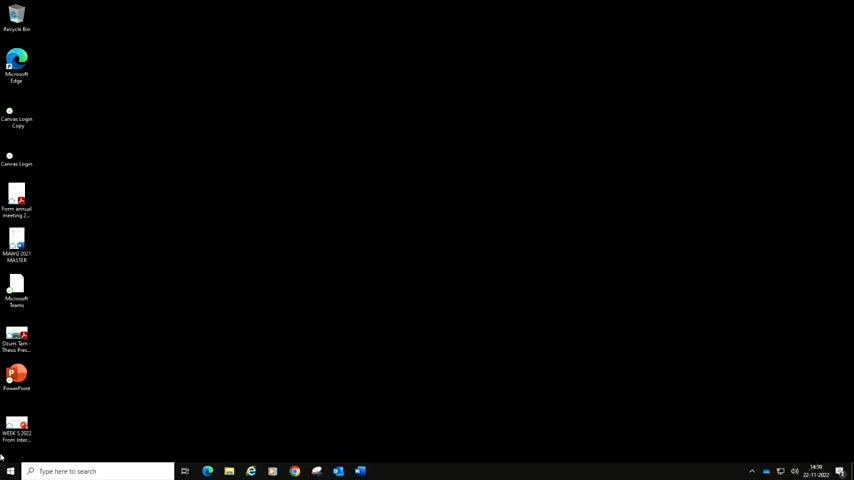 Recycle Bin
Microsoft
Edge
Canvas Login
- Copy
Canvas Login
Form annual
meeting 2...
MAWG 2021
MASTER
Microsoft
Teams
Ozum Tam -
Thesis Pres...
PowerPoint
WEEK 5 2022
From Inter...
Type here to search
14:59
22-11-2022